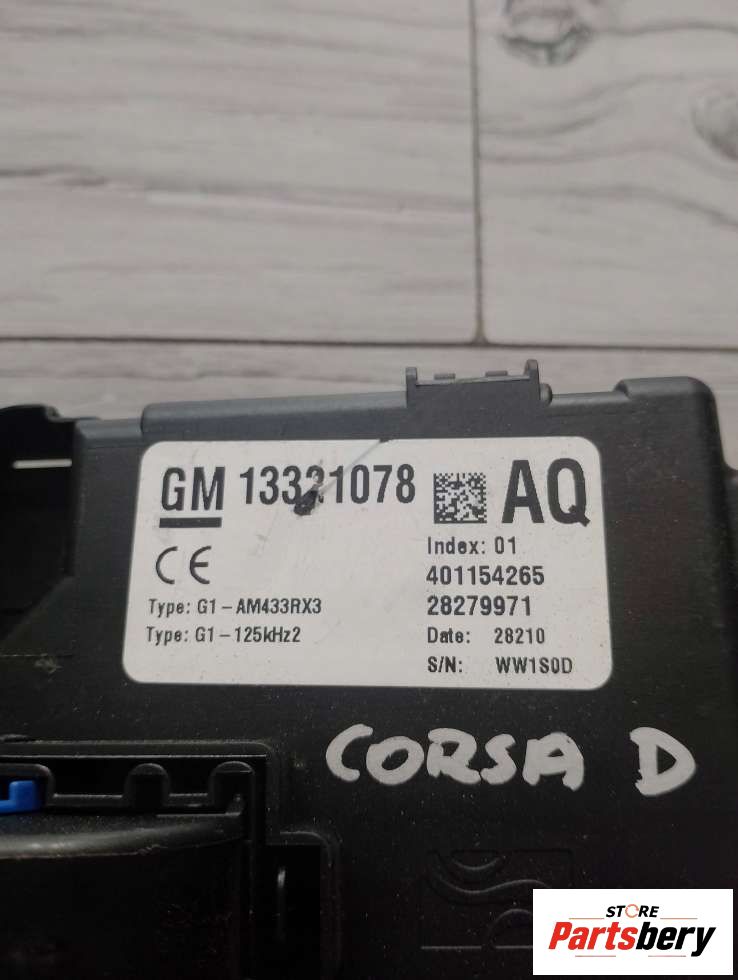 GM 13331078 AQ
Index: 01
CE 401154265
Type: G1-AM433RX3 28279971
Type: G1-125kHz2 Date: 28210
S/N: WW1S0D
CORSA D
STORE
Partsbery